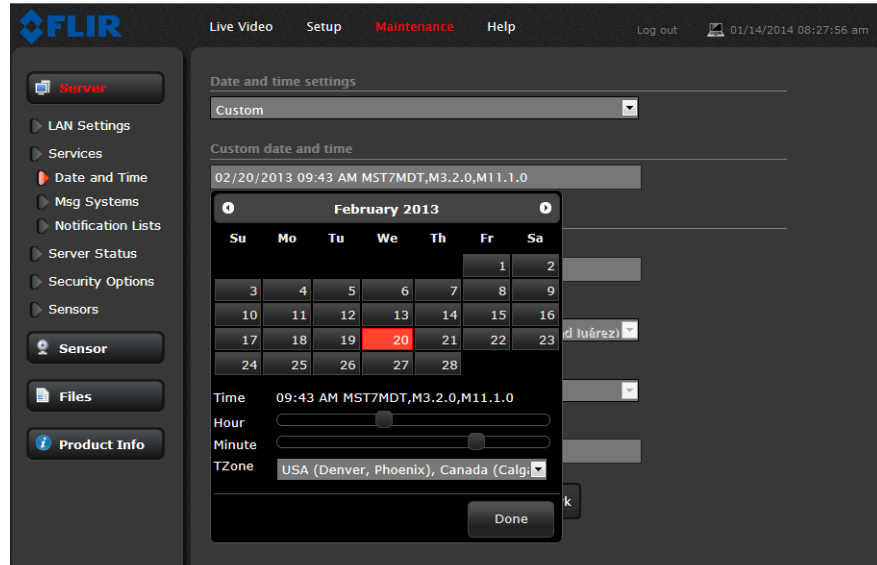 FLIR
Live Video Setup Maintenance Help Log out 01/14/2014 08:27:56 am
Server
LAN Settings
Services
Date and Time
Msg Systems
Notification Lists
Server Status
Security Options
Sensors
Sensor
Files
Product Info
Date and time settings
Custom
Custom date and time
02/20/2013 09:43 AM MST7MDT,M3.2.0,M11.1.0
February 2013
Su Mo Tu We Th Fr Sa
1 2
3 4 5 6 7 8 9
10 11 12 13 14 15 16
17 18 19 20 21 22 23
24 25 26 27 28
Time 09:43 AM MST7MDT,M3.2.0,M11.1.0
Hour
Minute
TZone USA (Denver, Phoenix), Canada (Calga
Done